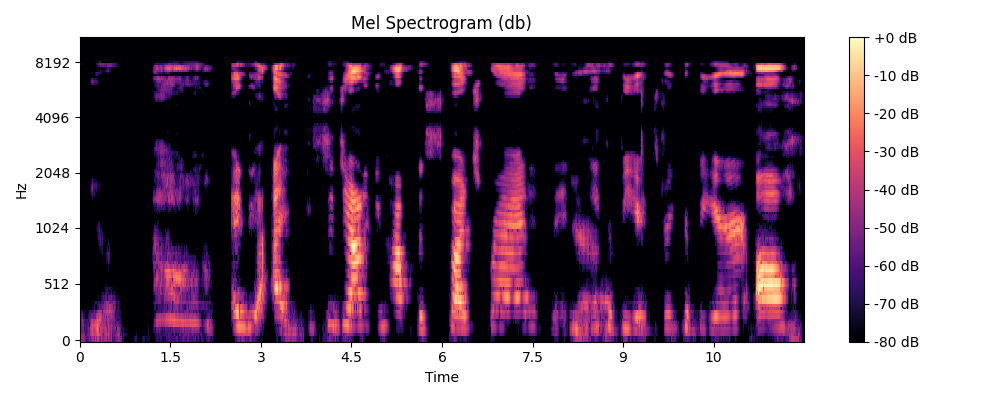 Mel Spectrogram (db)
8192
4096
2048
1024
512
0
Hz
0 1.5 3 4.5 6 7.5 9 10
Time
+0 dB
-10 dB
-20 dB
-30 dB
-40 dB
-50 dB
-60 dB
-70 dB
-80 dB